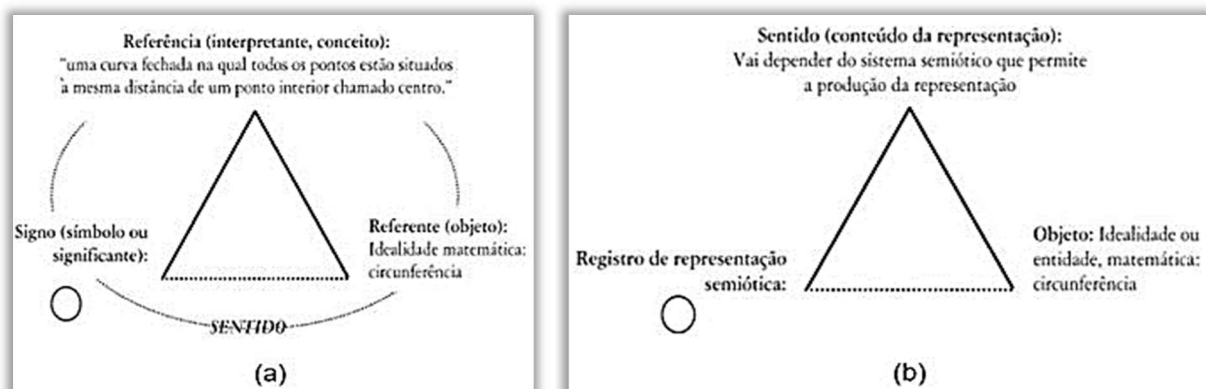 Referência (interpretante, conceito):
"uma curva fechada na qual todos os pontos estão situados
à mesma distância de um ponto interior chamado centro."
Signo (símbolo ou
significante):
Referente (objeto):
Idealidade matemática:
circunferência
SENTIDO
(a)
Sentido (conteúdo da representação):
Vai depender do sistema semiótico que permite
a produção da representação
Registro de representação
semiótica:
Objeto: Idealidade ou
entidade, matemática:
circunferência
(b)